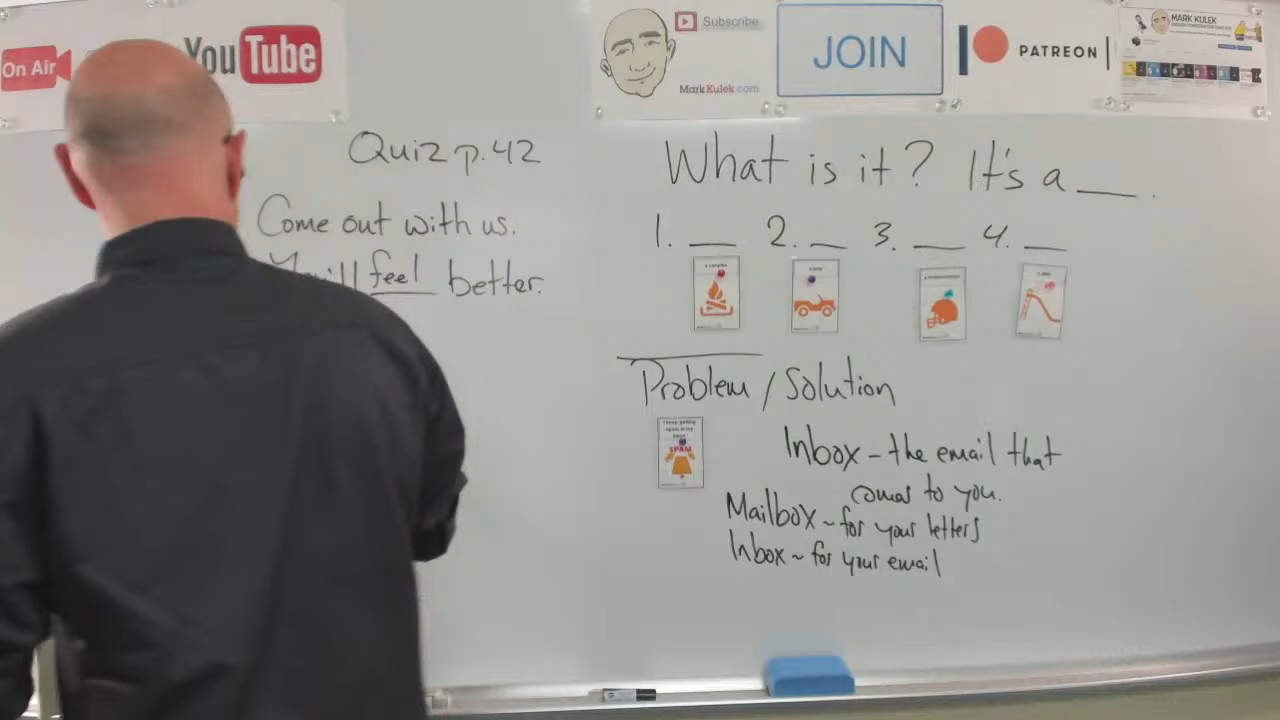 On Air
YouTube
Subscribe
MarkKulek.com
JOIN
PATREON
MARK KULEK
Quiz p.42
Come out with us.
feel better.
What is it? It's a ___.
1. ___ 2. ___ 3. ___ 4. ___
Problem / Solution
SPAM
Inbox - the email that
comes to you.
Mailbox ~ for your letters
Inbox ~ for your email